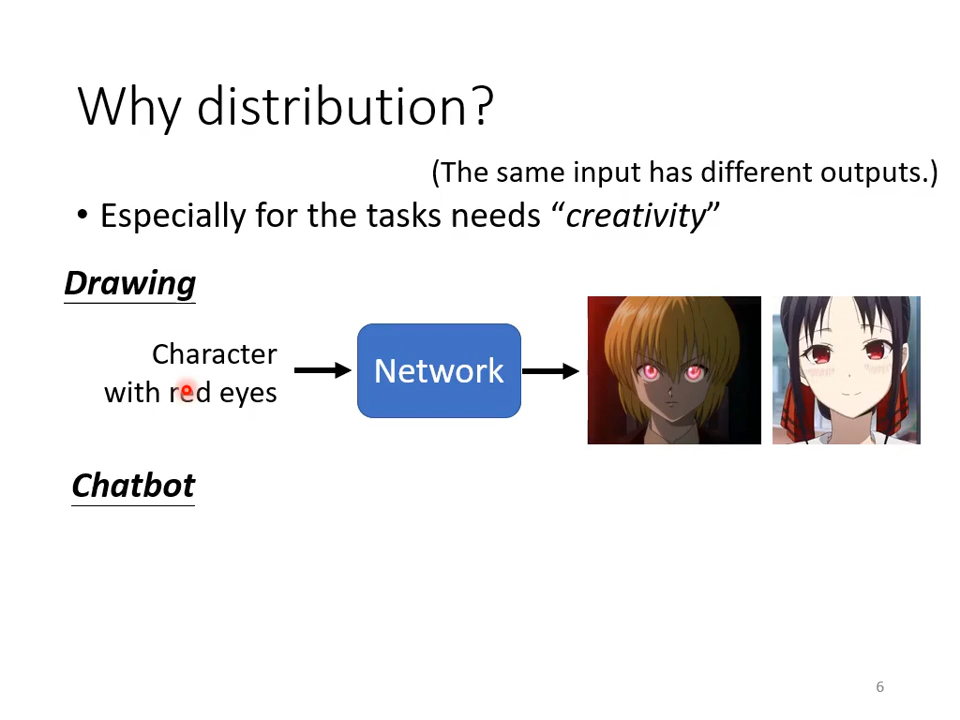 Why distribution?
(The same input has different outputs.)
• Especially for the tasks needs “creativity”
Drawing
Character
with red eyes
Network
Chatbot
6